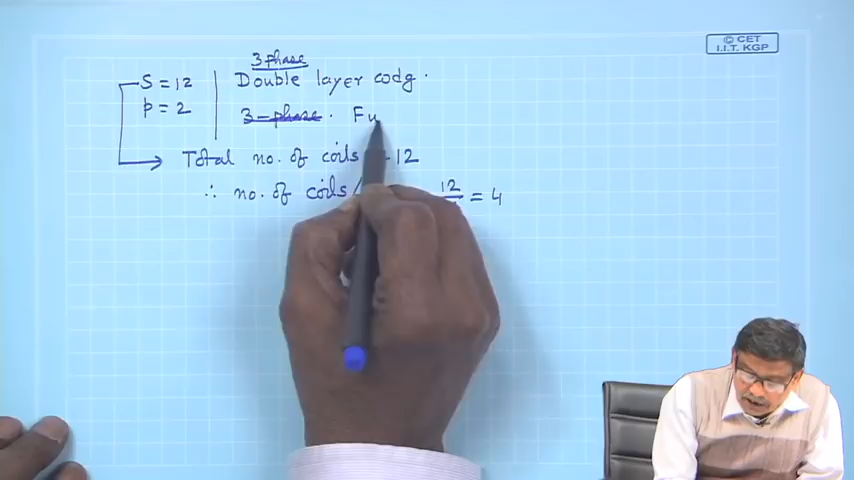 © CET
I.I.T. KGP
3 phase
S = 12
Double layer codg.
p = 2
3-phase. Fu
Total no. of coils = 12
∴ no. of coils/ 12 = 4